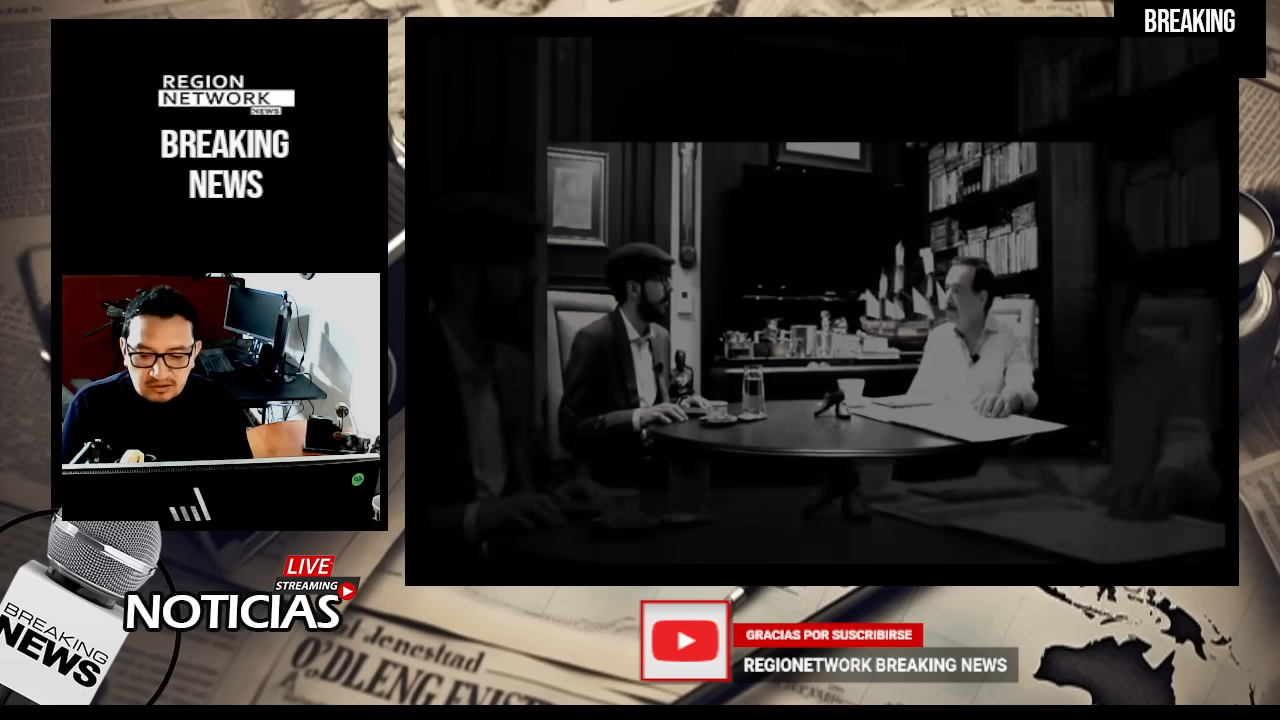 BREAKING
REGION
NETWORK
NEWS
BREAKING
NEWS
LIVE
STREAMING
NOTICIAS
BREAKING
NEWS
GRACIAS POR SUSCRIBIRSE
REGIONETWORK BREAKING NEWS